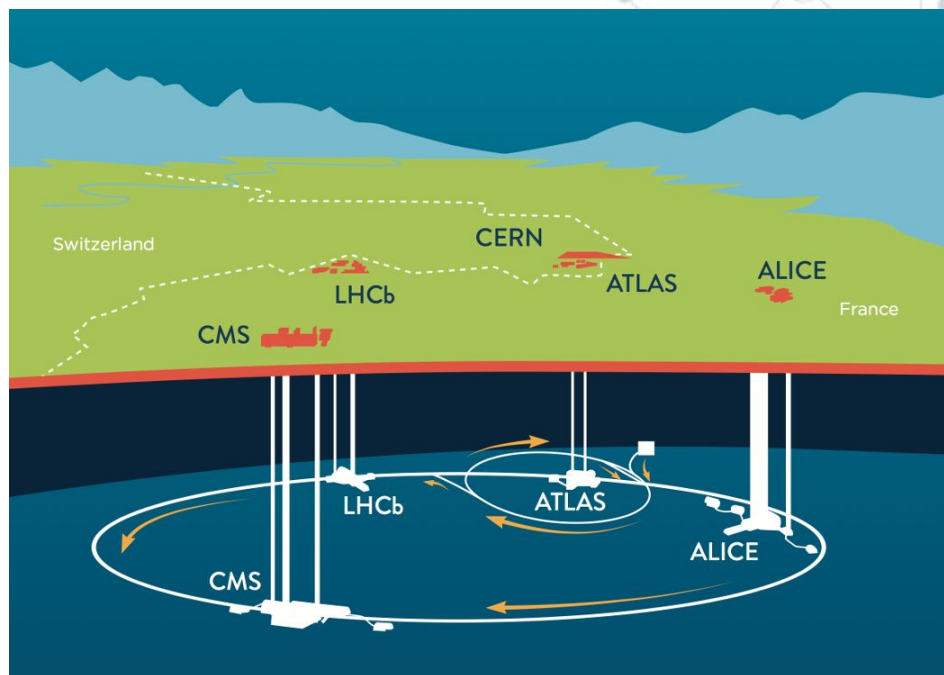 Switzerland
CERN
LHCb
ATLAS
ALICE
France
CMS
LHCb
ATLAS
ALICE
CMS